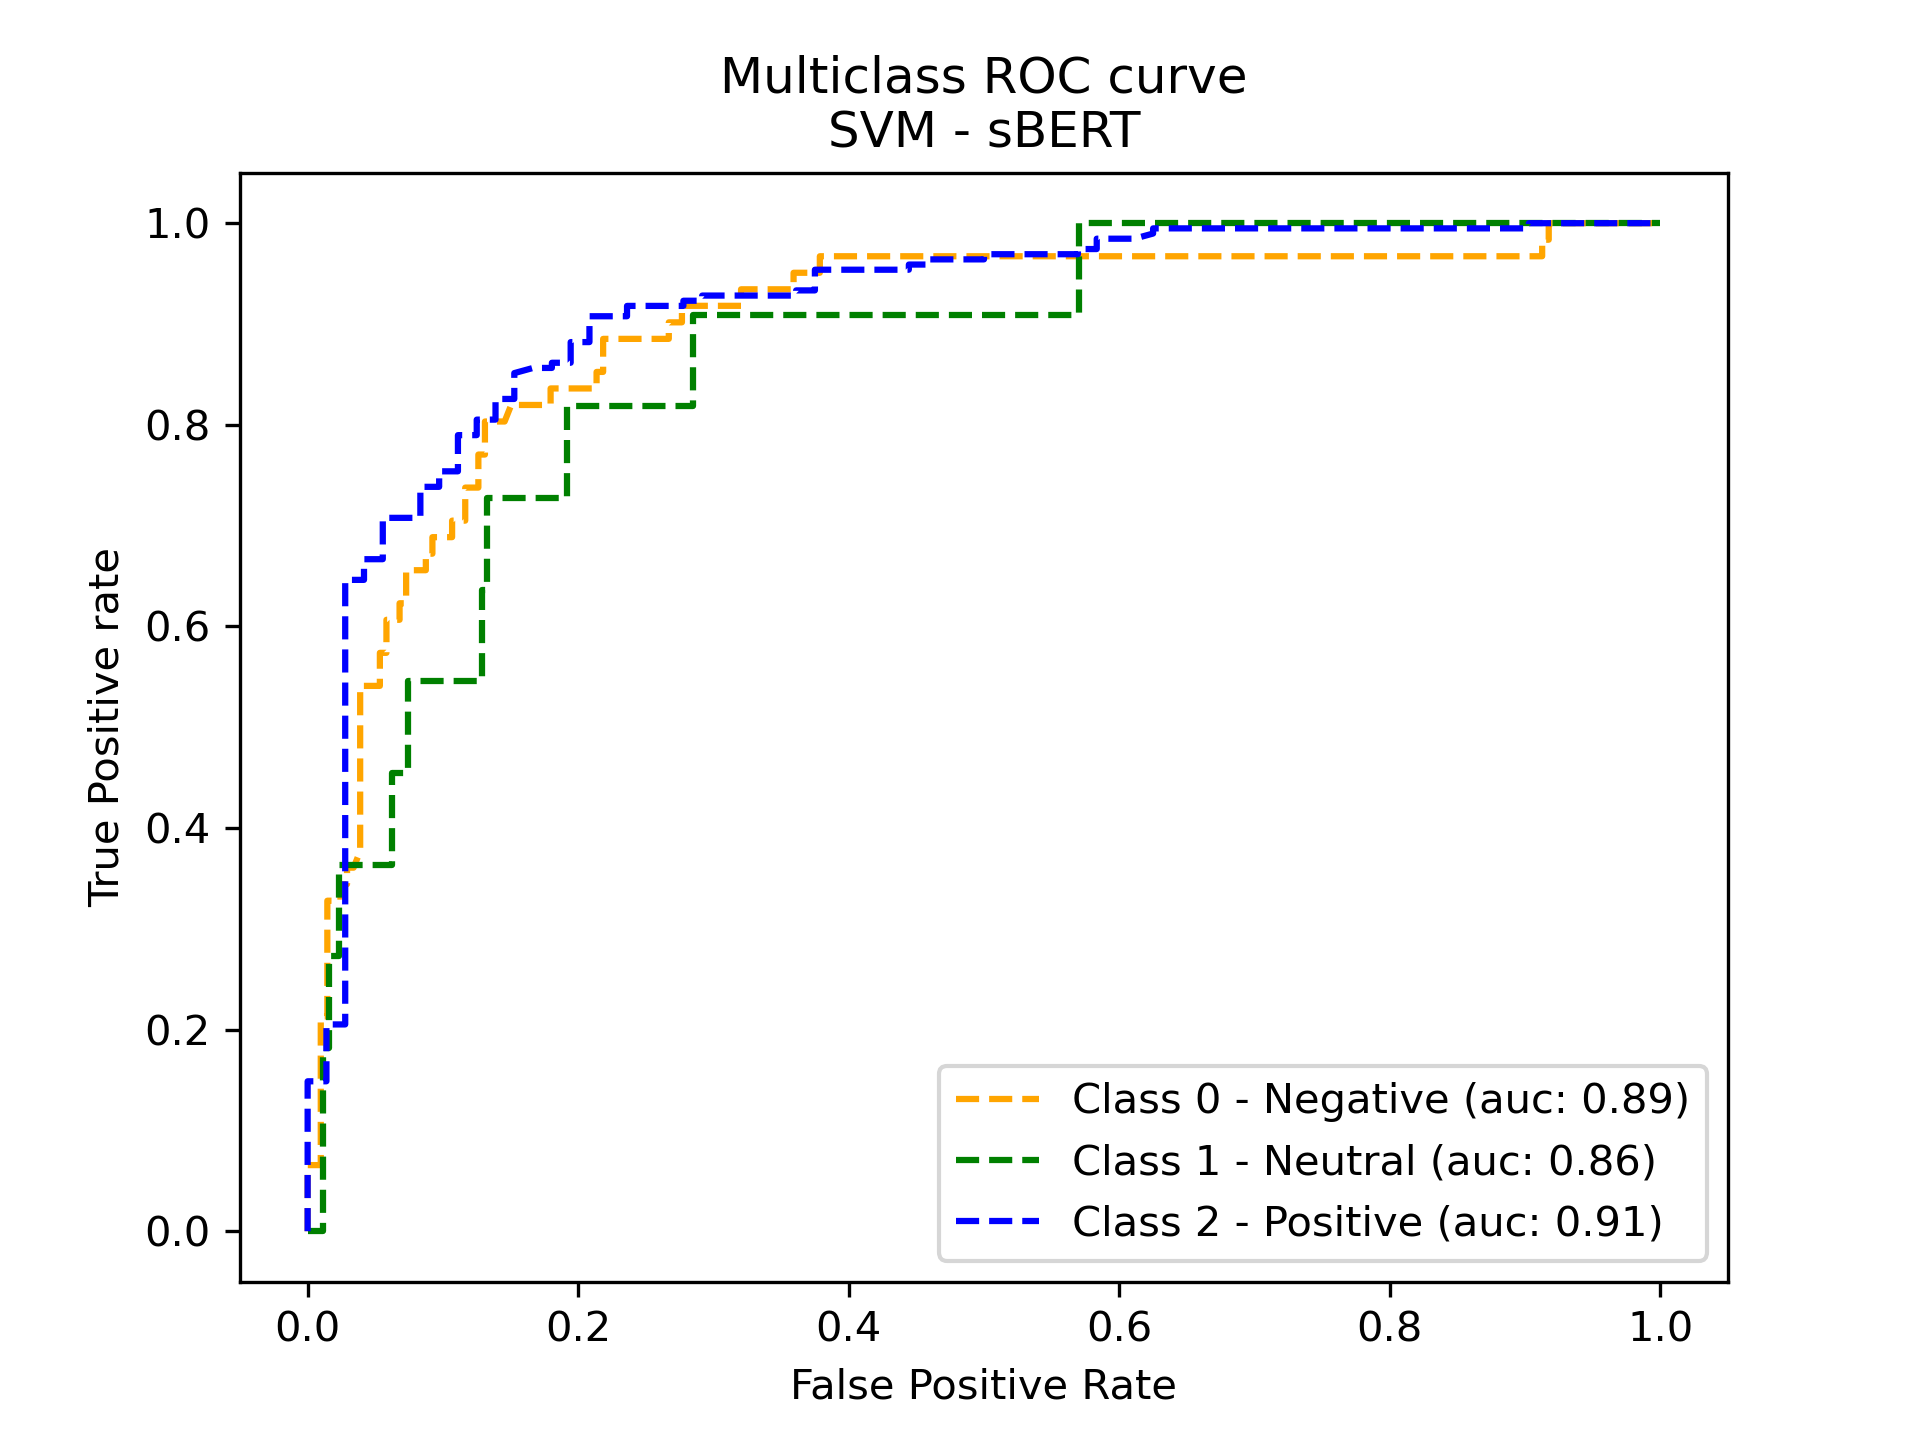 Multiclass ROC curve
SVM - sBERT
True Positive rate
1.0
0.8
0.6
0.4
0.2
0.0
Class 0 - Negative (auc: 0.89)
Class 1 - Neutral (auc: 0.86)
Class 2 - Positive (auc: 0.91)
0.0 0.2 0.4 0.6 0.8 1.0
False Positive Rate